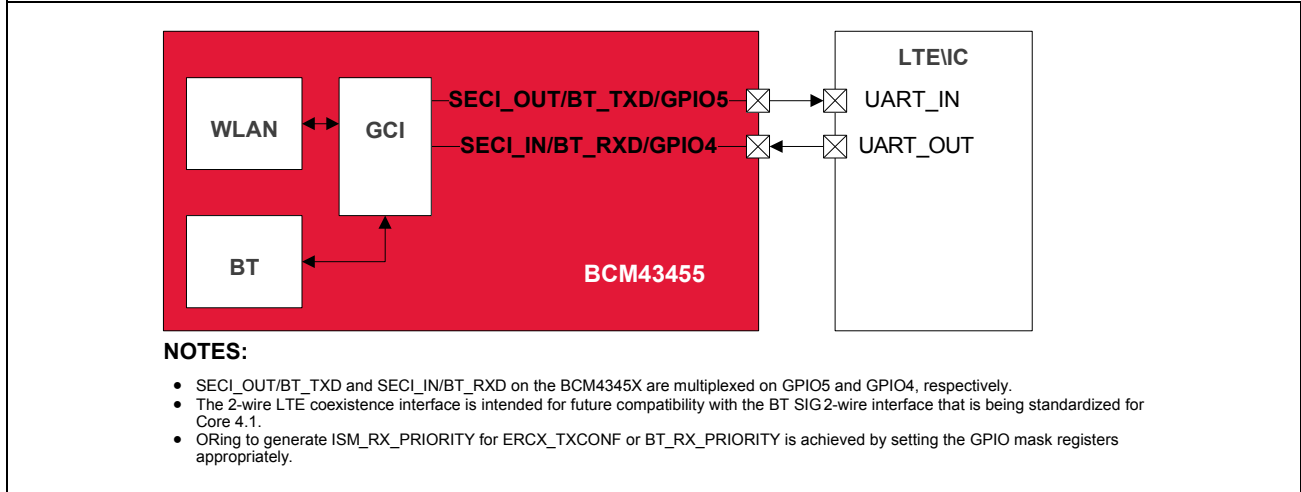 LTE\IC
SECI_OUT/BT_TXD/GPIO5
UART_IN
WLAN
GCI
SECI_IN/BT_RXD/GPIO4
UART_OUT
BT
BCM43455
NOTES:
• SECI_OUT/BT_TXD and SECI_IN/BT_RXD on the BCM4345X are multiplexed on GPIO5 and GPIO4, respectively.
• The 2-wire LTE coexistence interface is intended for future compatibility with the BT SIG 2-wire interface that is being standardized for
Core 4.1.
• ORing to generate ISM_RX_PRIORITY for ERCX_TXCONF or BT_RX_PRIORITY is achieved by setting the GPIO mask registers
appropriately.